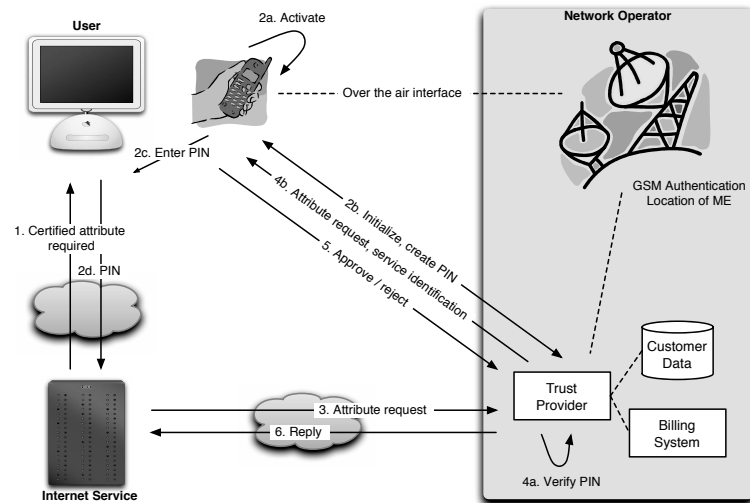 User
2a. Activate
Network Operator
Over the air interface
2c. Enter PIN
GSM Authentication
Location of ME
1. Certified attribute
required
2d. PIN
2b. Initialize, create PIN
4b. Attribute request, service identification
5. Approve / reject
Customer
Data
Trust
Provider
3. Attribute request
6. Reply
Billing
System
4a. Verify PIN
Internet Service